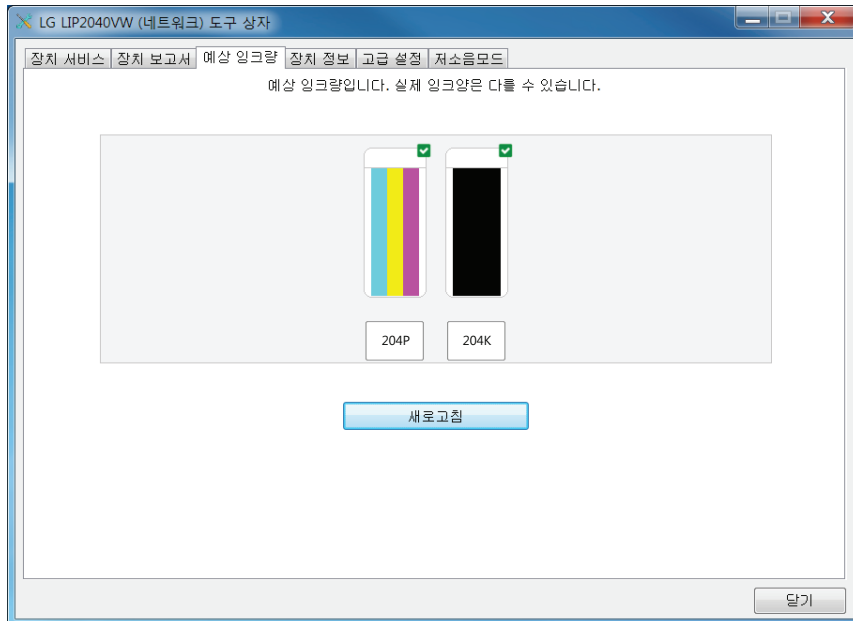 LG LIP2040VW (네트워크) 도구 상자
장치 서비스 장치 보고서 예상 잉크량 장치 정보 고급 설정 저소음모드
예상 잉크량입니다. 실제 잉크양은 다를 수 있습니다.
204P 204K
새로고침
닫기